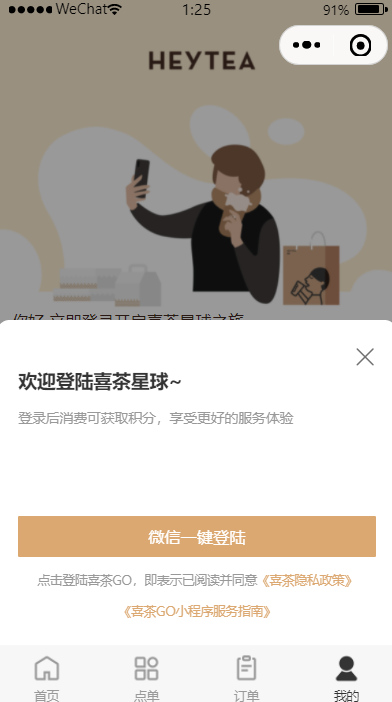 WeChat 1:25 91%
HEYTEA
你好,立即登录开启喜茶星球之旅
欢迎登陆喜茶星球~
登录后消费可获取积分，享受更好的服务体验
微信一键登陆
点击登陆喜茶GO，即表示已阅读并同意《喜茶隐私政策》
《喜茶GO小程序服务指南》
首页 点单 订单 我的